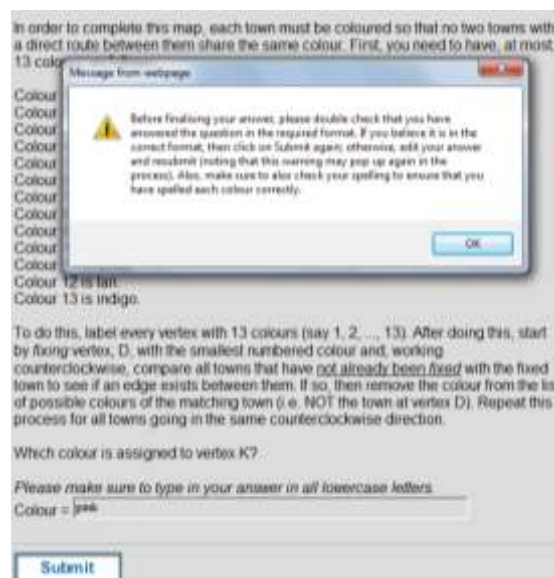 In order to complete this map, each town must be coloured so that no two towns with
a direct route between them share the same colour. First, you need to have, at most,
13
Message from webpage
Colour
Colour
Colour
Colour
Colour
Colour
Colour
Colour
Colour
Colour
Colour
Before finalising your answer, please double check that you have
answered the question in the required format. If you believe it is in the
correct format, then click on Submit again; otherwise, edit your answer
and resubmit (noting that this warning may pop up again in the
process). Also, make sure to also check your spelling to ensure that you
have spelled each colour correctly.
OK
Colour 12 is tan.
Colour 13 is indigo.
To do this, label every vertex with 13 colours (say 1, 2, ..., 13). After doing this, start
by fixing vertex, D, with the smallest numbered colour and, working
counterclockwise, compare all towns that have not already been fixed with the fixed
town to see if an edge exists between them. If so, then remove the colour from the list
of possible colours of the matching town (i.e. NOT the town at vertex D). Repeat this
process for all towns going in the same counterclockwise direction.
Which colour is assigned to vertex K?
Please make sure to type in your answer in all lowercase letters.
Colour = pink
Submit